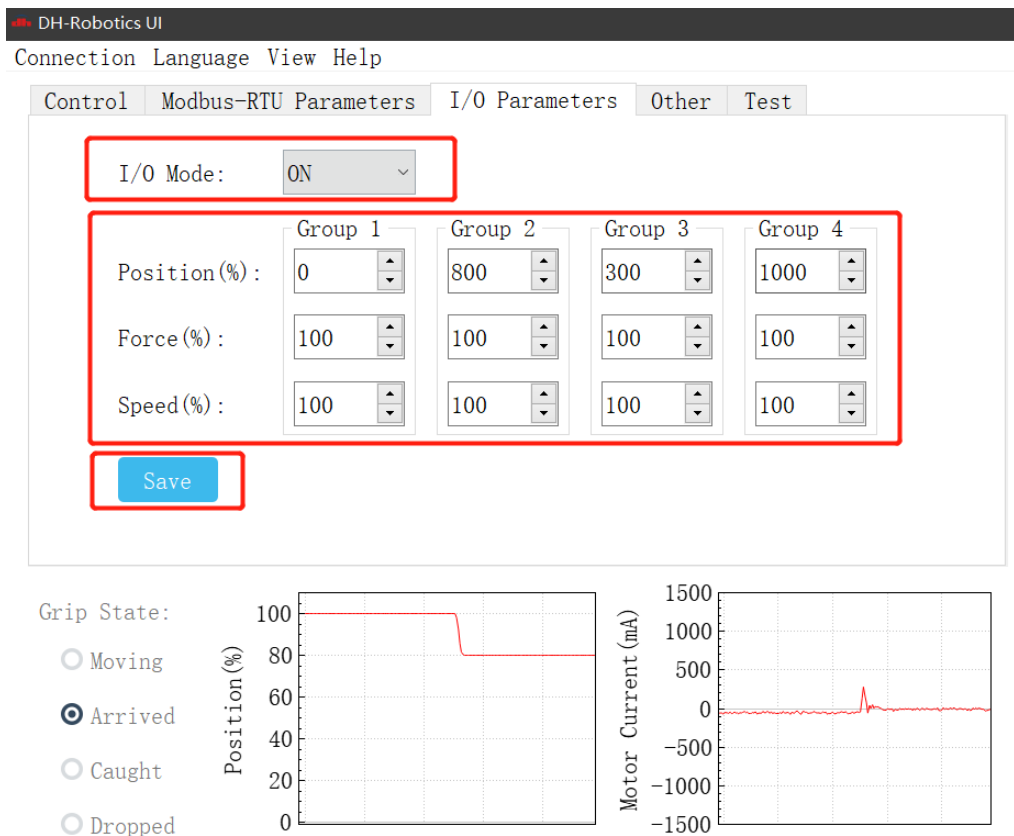 DH-Robotics UI
Connection Language View Help
Control Modbus-RTU Parameters I/O Parameters Other Test
I/O Mode: ON
Group 1 Group 2 Group 3 Group 4
Position(%): 0 800 300 1000
Force(%): 100 100 100 100
Speed(%): 100 100 100 100
Save
Grip State:
Moving
Arrived
Caught
Dropped
Position(%)
100
80
60
40
20
0
Motor Current(mA)
1500
1000
500
0
-500
-1000
-1500